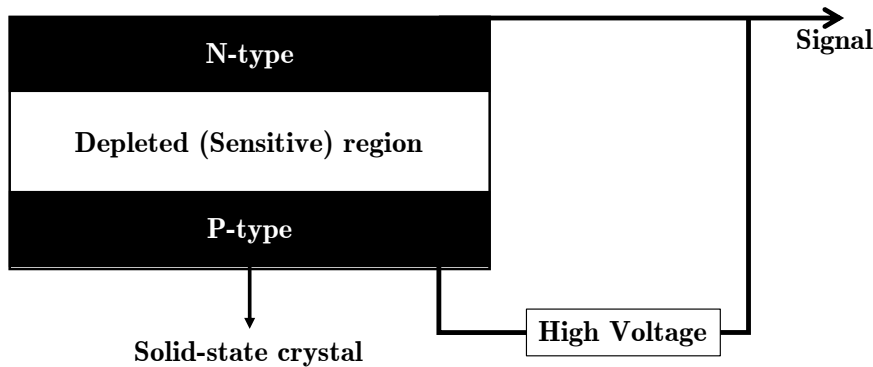 N-type
Signal
Depleted (Sensitive) region
P-type
High Voltage
Solid-state crystal